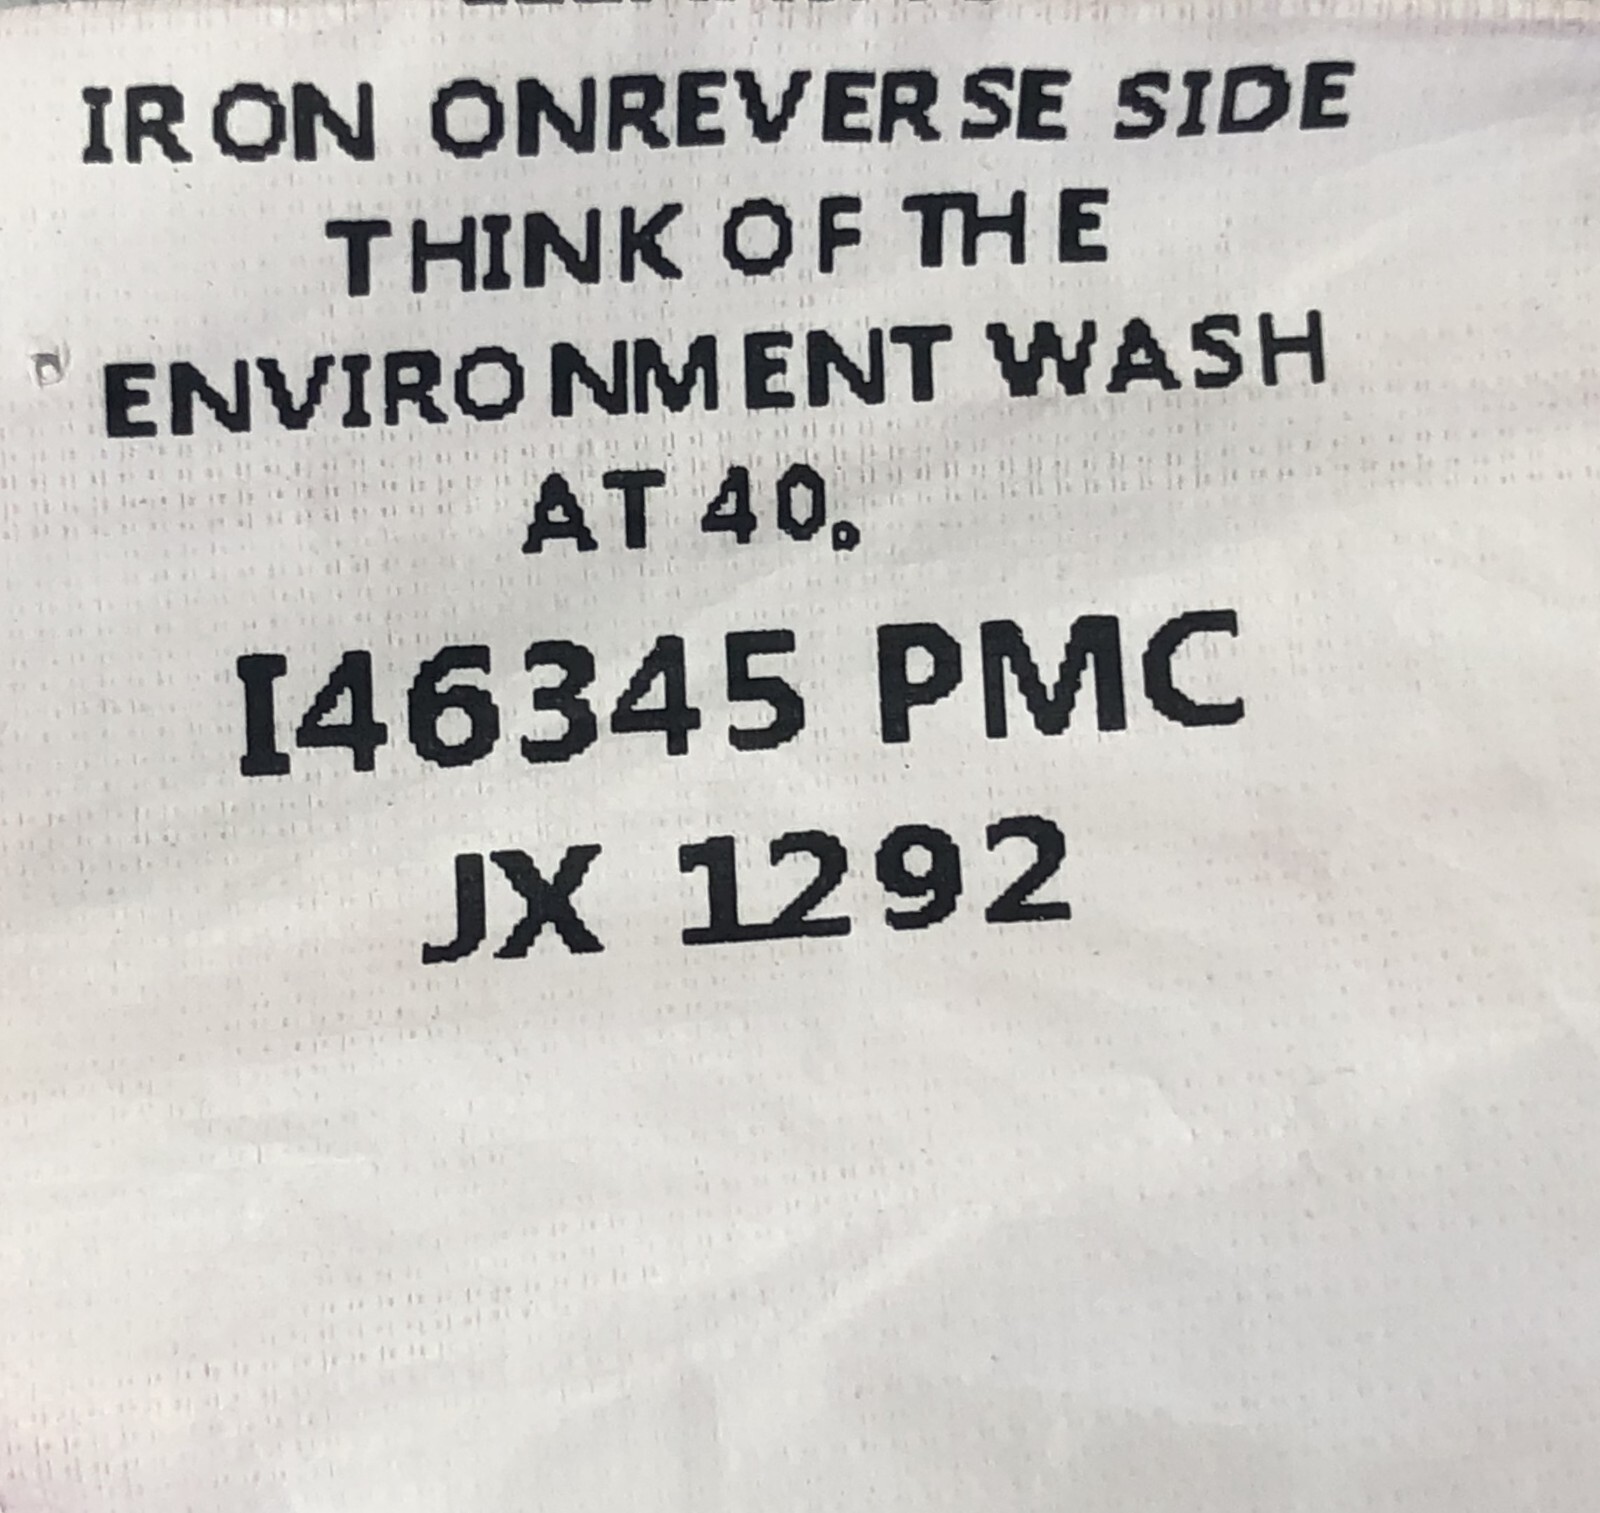 IRON ONREVERSE SIDE
THINK OF THE
ENVIRONMENT WASH
AT 40。
I46345 PMC
JX 1292